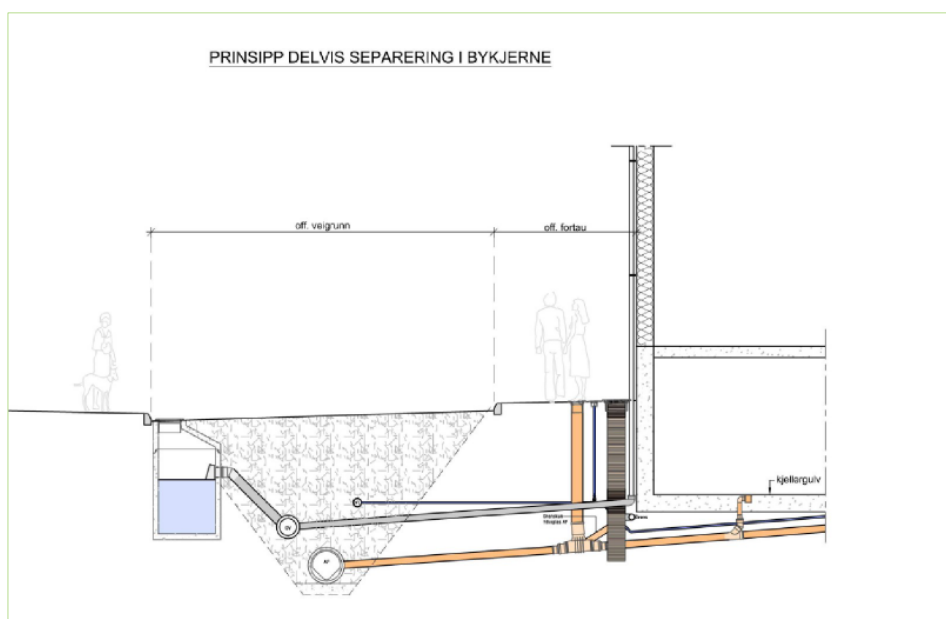 PRINSIPP DELVIS SEPARERING I BYKJERNE
off. veigrunn
off. fortau
kjellergulv
OV
AF